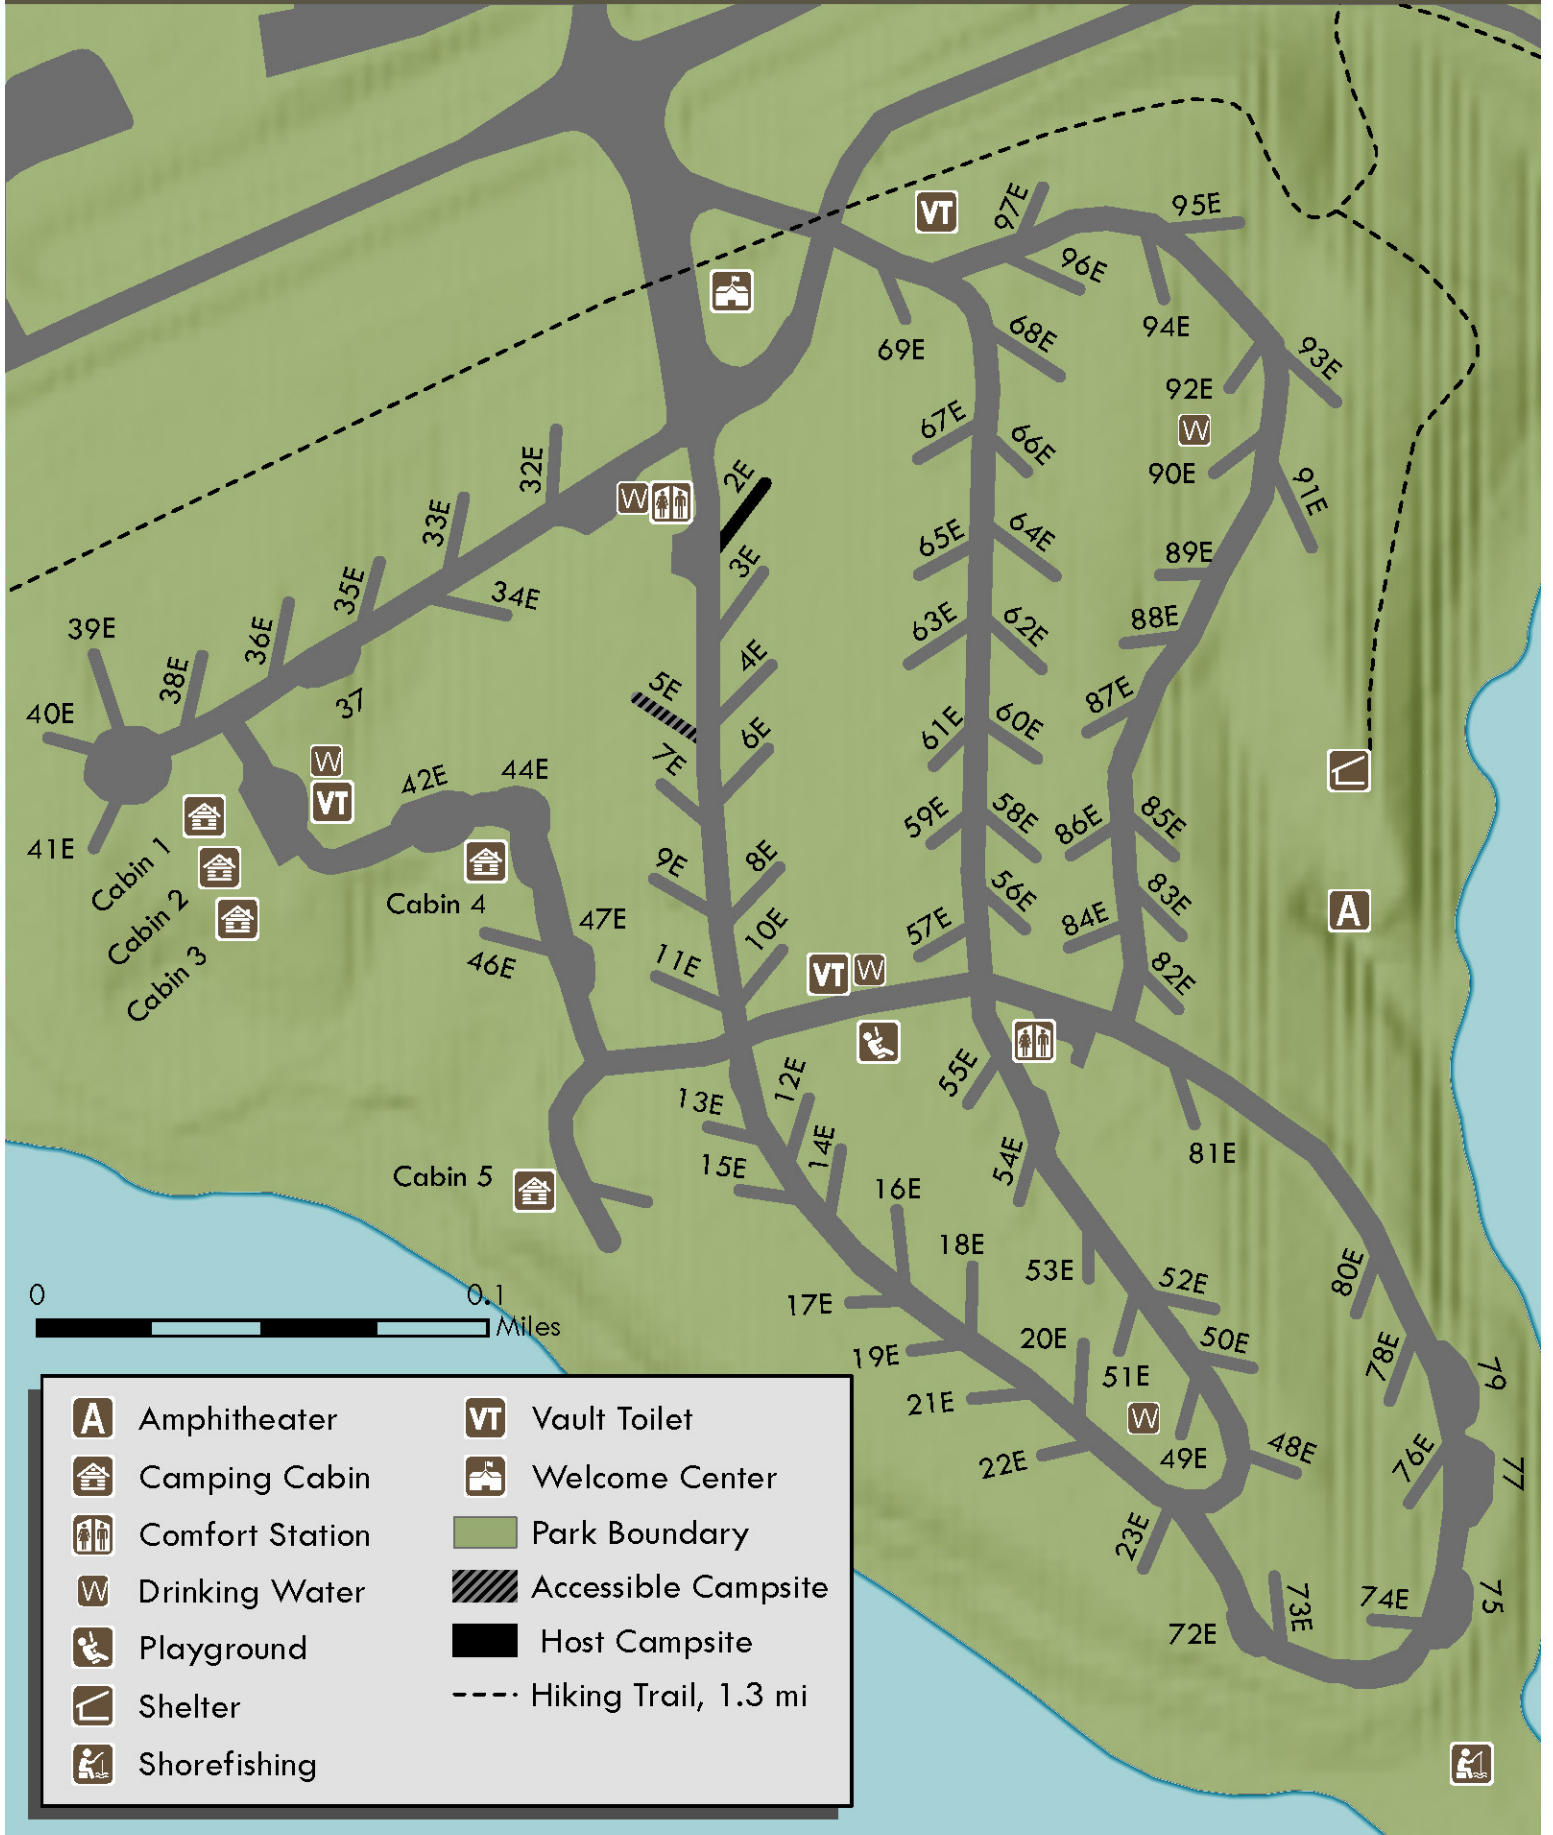 VT
97E
95E
96E
94E
69E
68E
93E
92E
67E
66E
W
90E
91E
32E
2E
W
33E
65E
64E
3E
89E
35E
34E
36E
39E
38E
63E
62E
88E
4E
5E
37
40E
87E
61E
60E
6E
7E
W
VT
42E
44E
59E
58E
86E
85E
41E
Cabin 1
9E
8E
Cabin 2
Cabin 4
56E
83E
A
47E
10E
57E
84E
46E
11E
Cabin 3
VT
W
82E
55E
12E
13E
14E
54E
81E
15E
Cabin 5
16E
18E
53E
52E
80E
0
0.1
Miles
17E
19E
20E
50E
51E
78E
79
21E
W
22E
49E
48E
76E
77
23E
72E
73E
74E
75
A Amphitheater
Camping Cabin
Comfort Station
W Drinking Water
Playground
Shelter
Shorefishing
VT Vault Toilet
Welcome Center
Park Boundary
Accessible Campsite
Host Campsite
Hiking Trail, 1.3 mi